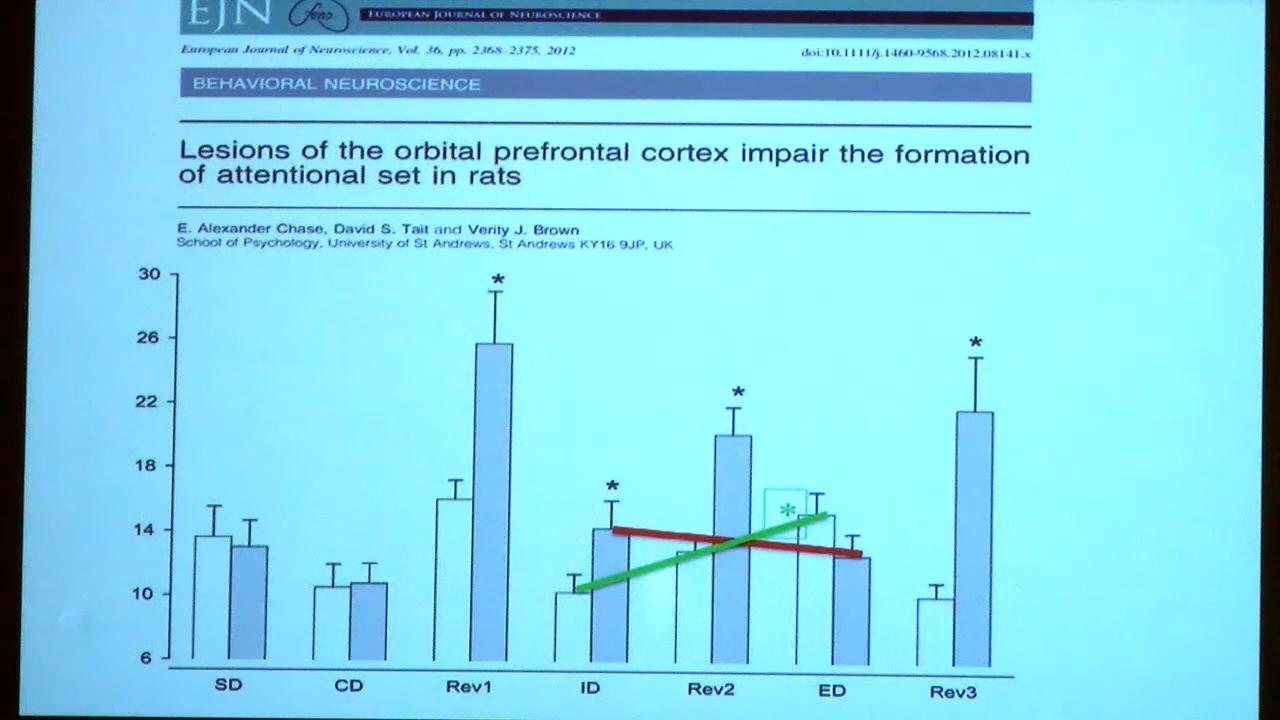 EJN
fens
EUROPEAN JOURNAL OF NEUROSCIENCE
European Journal of Neuroscience, Vol. 36, pp. 2368–2375, 2012
doi:10.1111/j.1460-9568.2012.08141.x
BEHAVIORAL NEUROSCIENCE
Lesions of the orbital prefrontal cortex impair the formation
of attentional set in rats
E. Alexander Chase, David S. Tait and Verity J. Brown
School of Psychology, University of St Andrews, St Andrews KY16 9JP, UK
30
26
22
18
14
10
6
* * * * *
SD CD Rev1 ID Rev2 ED Rev3